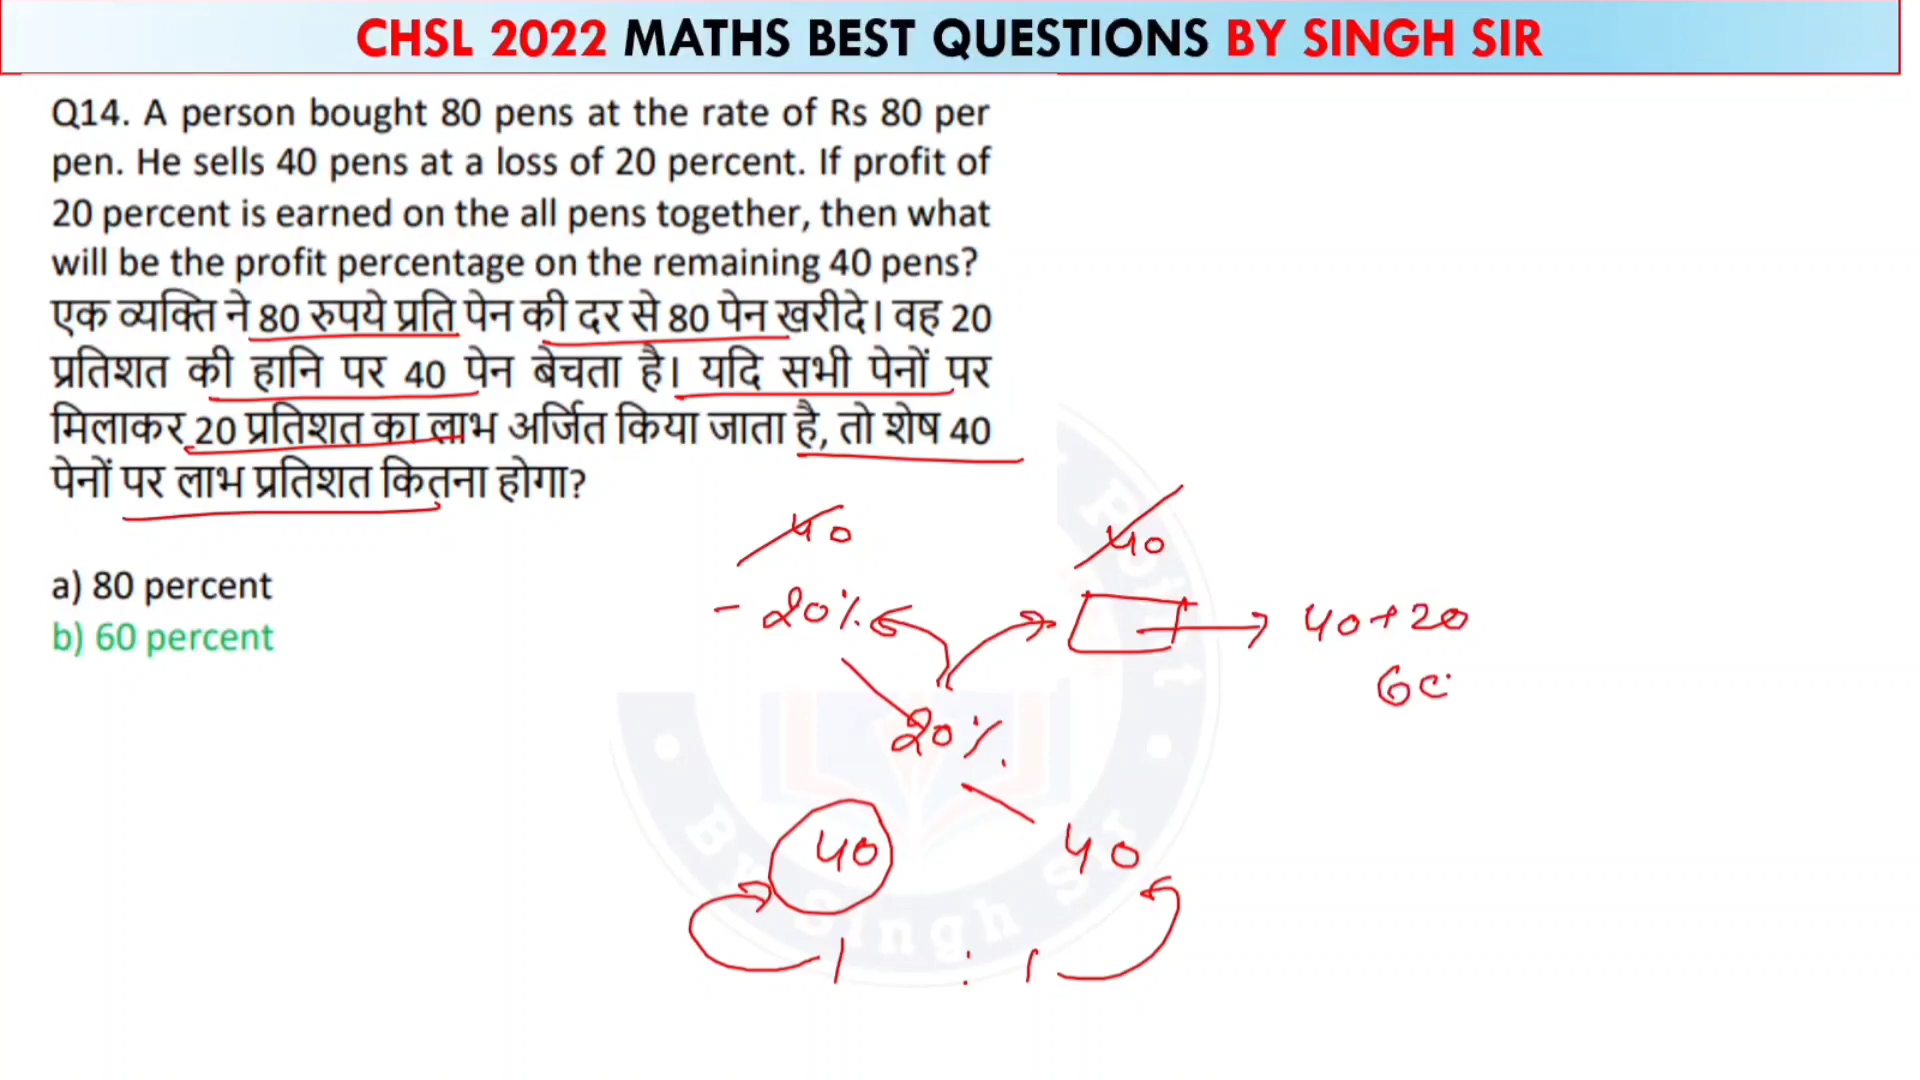 CHSL 2022 MATHS BEST QUESTIONS BY SINGH SIR
Q14. A person bought 80 pens at the rate of Rs 80 per
pen. He sells 40 pens at a loss of 20 percent. If profit of
20 percent is earned on the all pens together, then what
will be the profit percentage on the remaining 40 pens?
एक व्यक्ति ने 80 रुपये प्रति पेन की दर से 80 पेन खरीदे। वह 20
प्रतिशत की हानि पर 40 पेन बेचता है। यदि सभी पेनों पर
मिलाकर 20 प्रतिशत का लाभ अर्जित किया जाता है, तो शेष 40
पेनों पर लाभ प्रतिशत कितना होगा?
a) 80 percent
b) 60 percent
40 40
- 20% 40+20
60
20%
40 40
1 : 1
Point
By Singh Sir